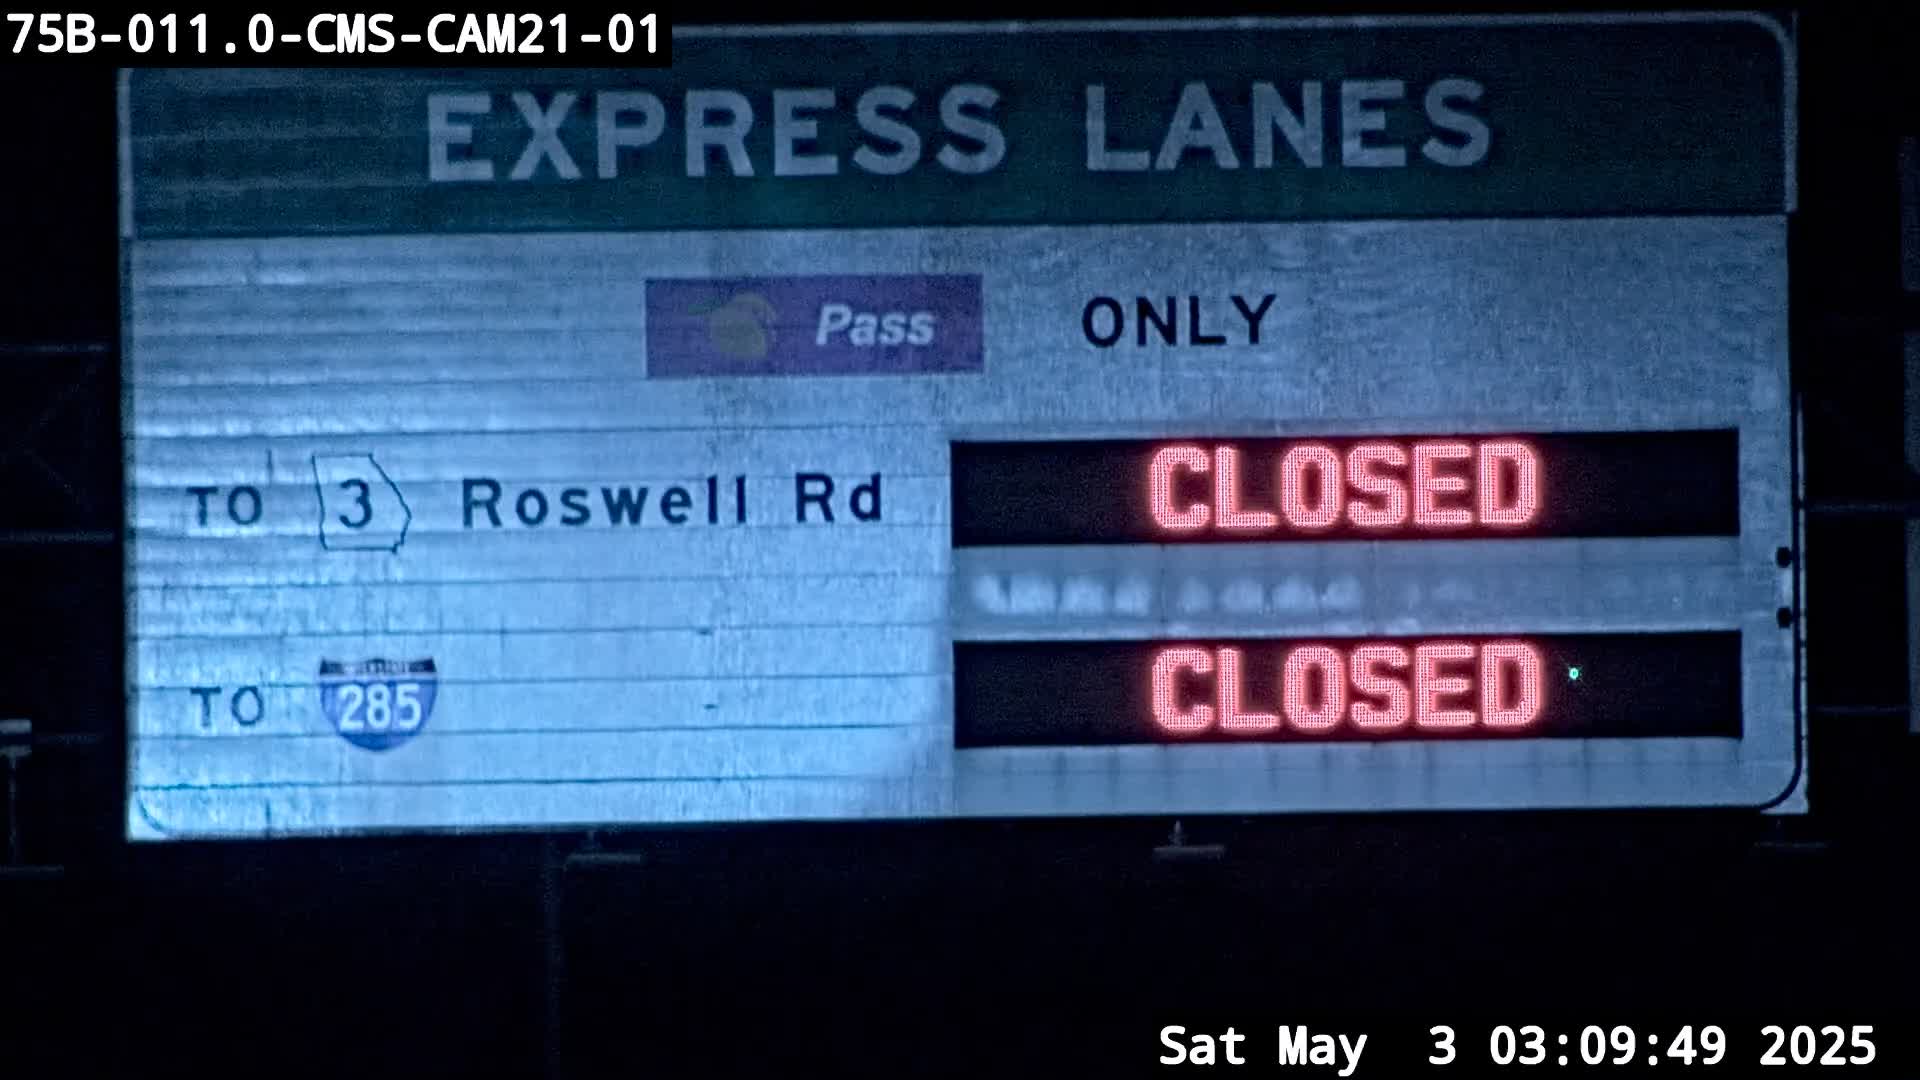 75B-011.0-CMS-CAM21-01
EXPRESS LANES
Pass ONLY
TO 3 Roswell Rd CLOSED
TO 285 CLOSED
Sat May 3 03:09:49 2025